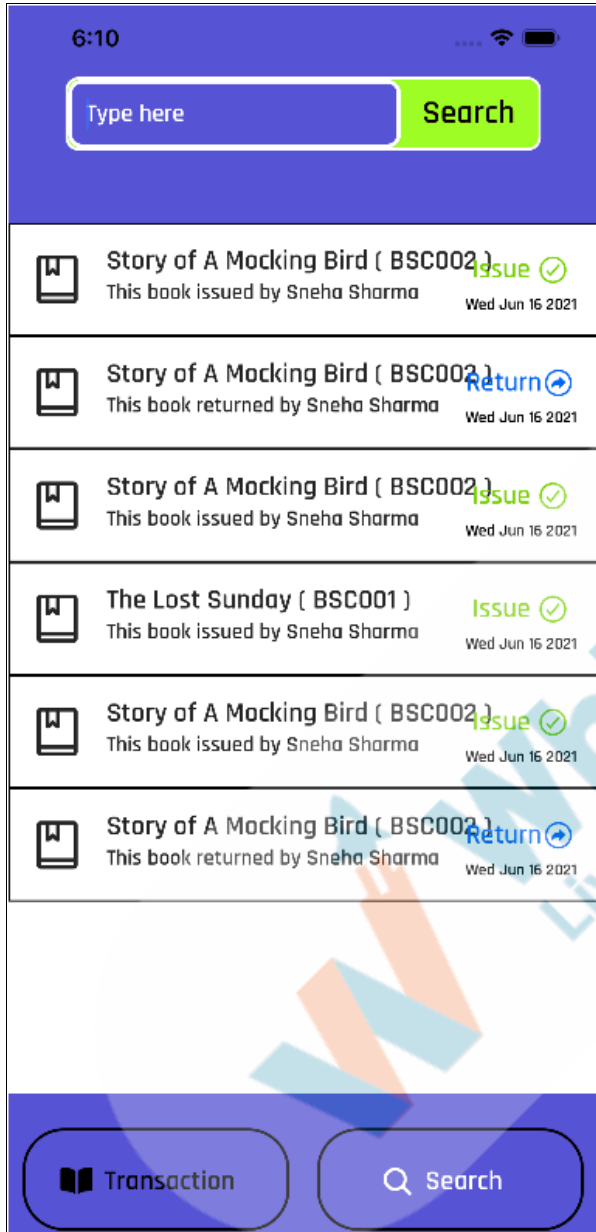 6:10
Type here
Search
Story of A Mocking Bird ( BSC002 )
Issue
This book issued by Sneha Sharma
Wed Jun 16 2021
Story of A Mocking Bird ( BSC002 )
Return
This book returned by Sneha Sharma
Wed Jun 16 2021
Story of A Mocking Bird ( BSC002 )
Issue
This book issued by Sneha Sharma
Wed Jun 16 2021
The Lost Sunday ( BSC001 )
Issue
This book issued by Sneha Sharma
Wed Jun 16 2021
Story of A Mocking Bird ( BSC002 )
Issue
This book issued by Sneha Sharma
Wed Jun 16 2021
Story of A Mocking Bird ( BSC002 )
Return
This book returned by Sneha Sharma
Wed Jun 16 2021
Transaction
Search